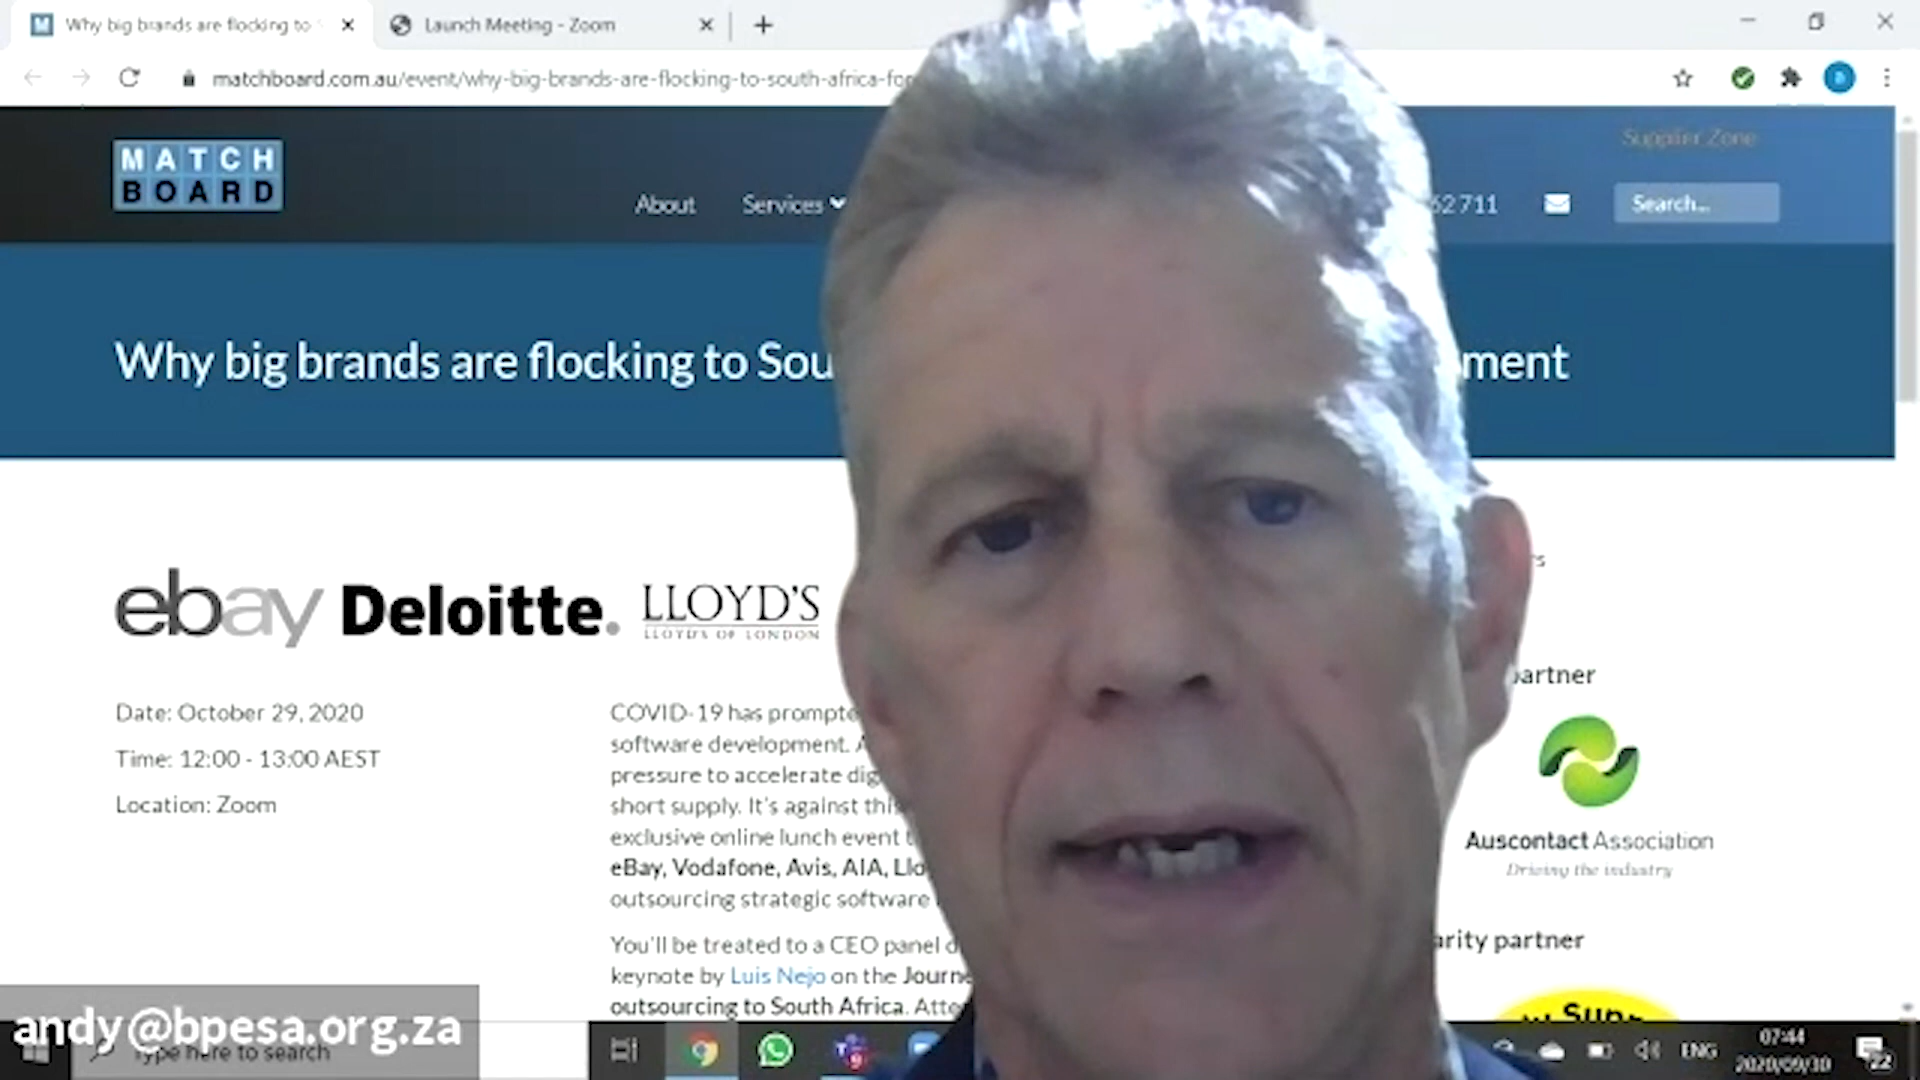 Why big brands are flocking to
Launch Meeting - Zoom
matchboard.com.au/event/why-big-brands-are-flocking-to-south-africa-for
Supplier Zone
MATCH
BOARD
About Services 52 711 Search...
Why big brands are flocking to Sou ment
ebay Deloitte. LLOYD'S
LLOYD'S OF LONDON
Date: October 29, 2020
Time: 12:00 - 13:00 AEST
Location: Zoom
COVID-19 has prompte
software development. A
pressure to accelerate dig
short supply. It's against this
exclusive online lunch event t
eBay, Vodafone, Avis, AIA, Llo
outsourcing strategic software
You'll be treated to a CEO panel d
keynote by Luis Nejo on the Journe
outsourcing to South Africa. Atte
partner
Auscontact Association
Driving the industry
arity partner
andy@bpesa.org.za
Type here to search
ENG
07:44
2020/09/30
22